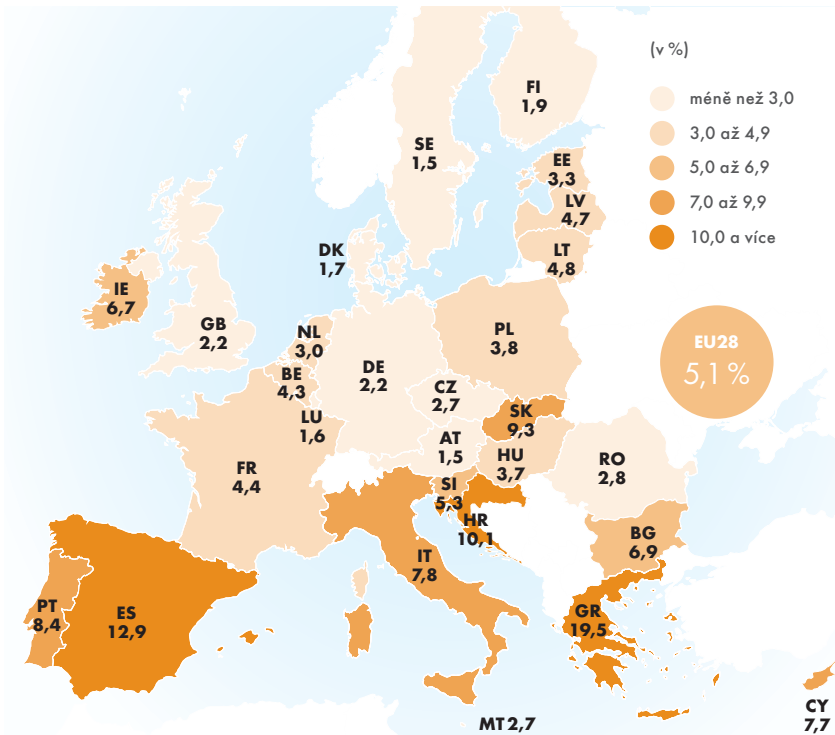 (v %)
méně než 3,0
3,0 až 4,9
5,0 až 6,9
7,0 až 9,9
10,0 a více
EU28
5,1 %
FI
1,9
SE
1,5
EE
3,3
LV
4,7
LT
4,8
DK
1,7
IE
6,7
GB
2,2
NL
3,0
BE
4,3
LU
1,6
DE
2,2
PL
3,8
CZ
2,7
SK
9,3
AT
1,5
HU
3,7
RO
2,8
FR
4,4
SI
5,3
HR
10,1
BG
6,9
IT
7,8
PT
8,4
ES
12,9
GR
19,5
MT 2,7
CY
7,7